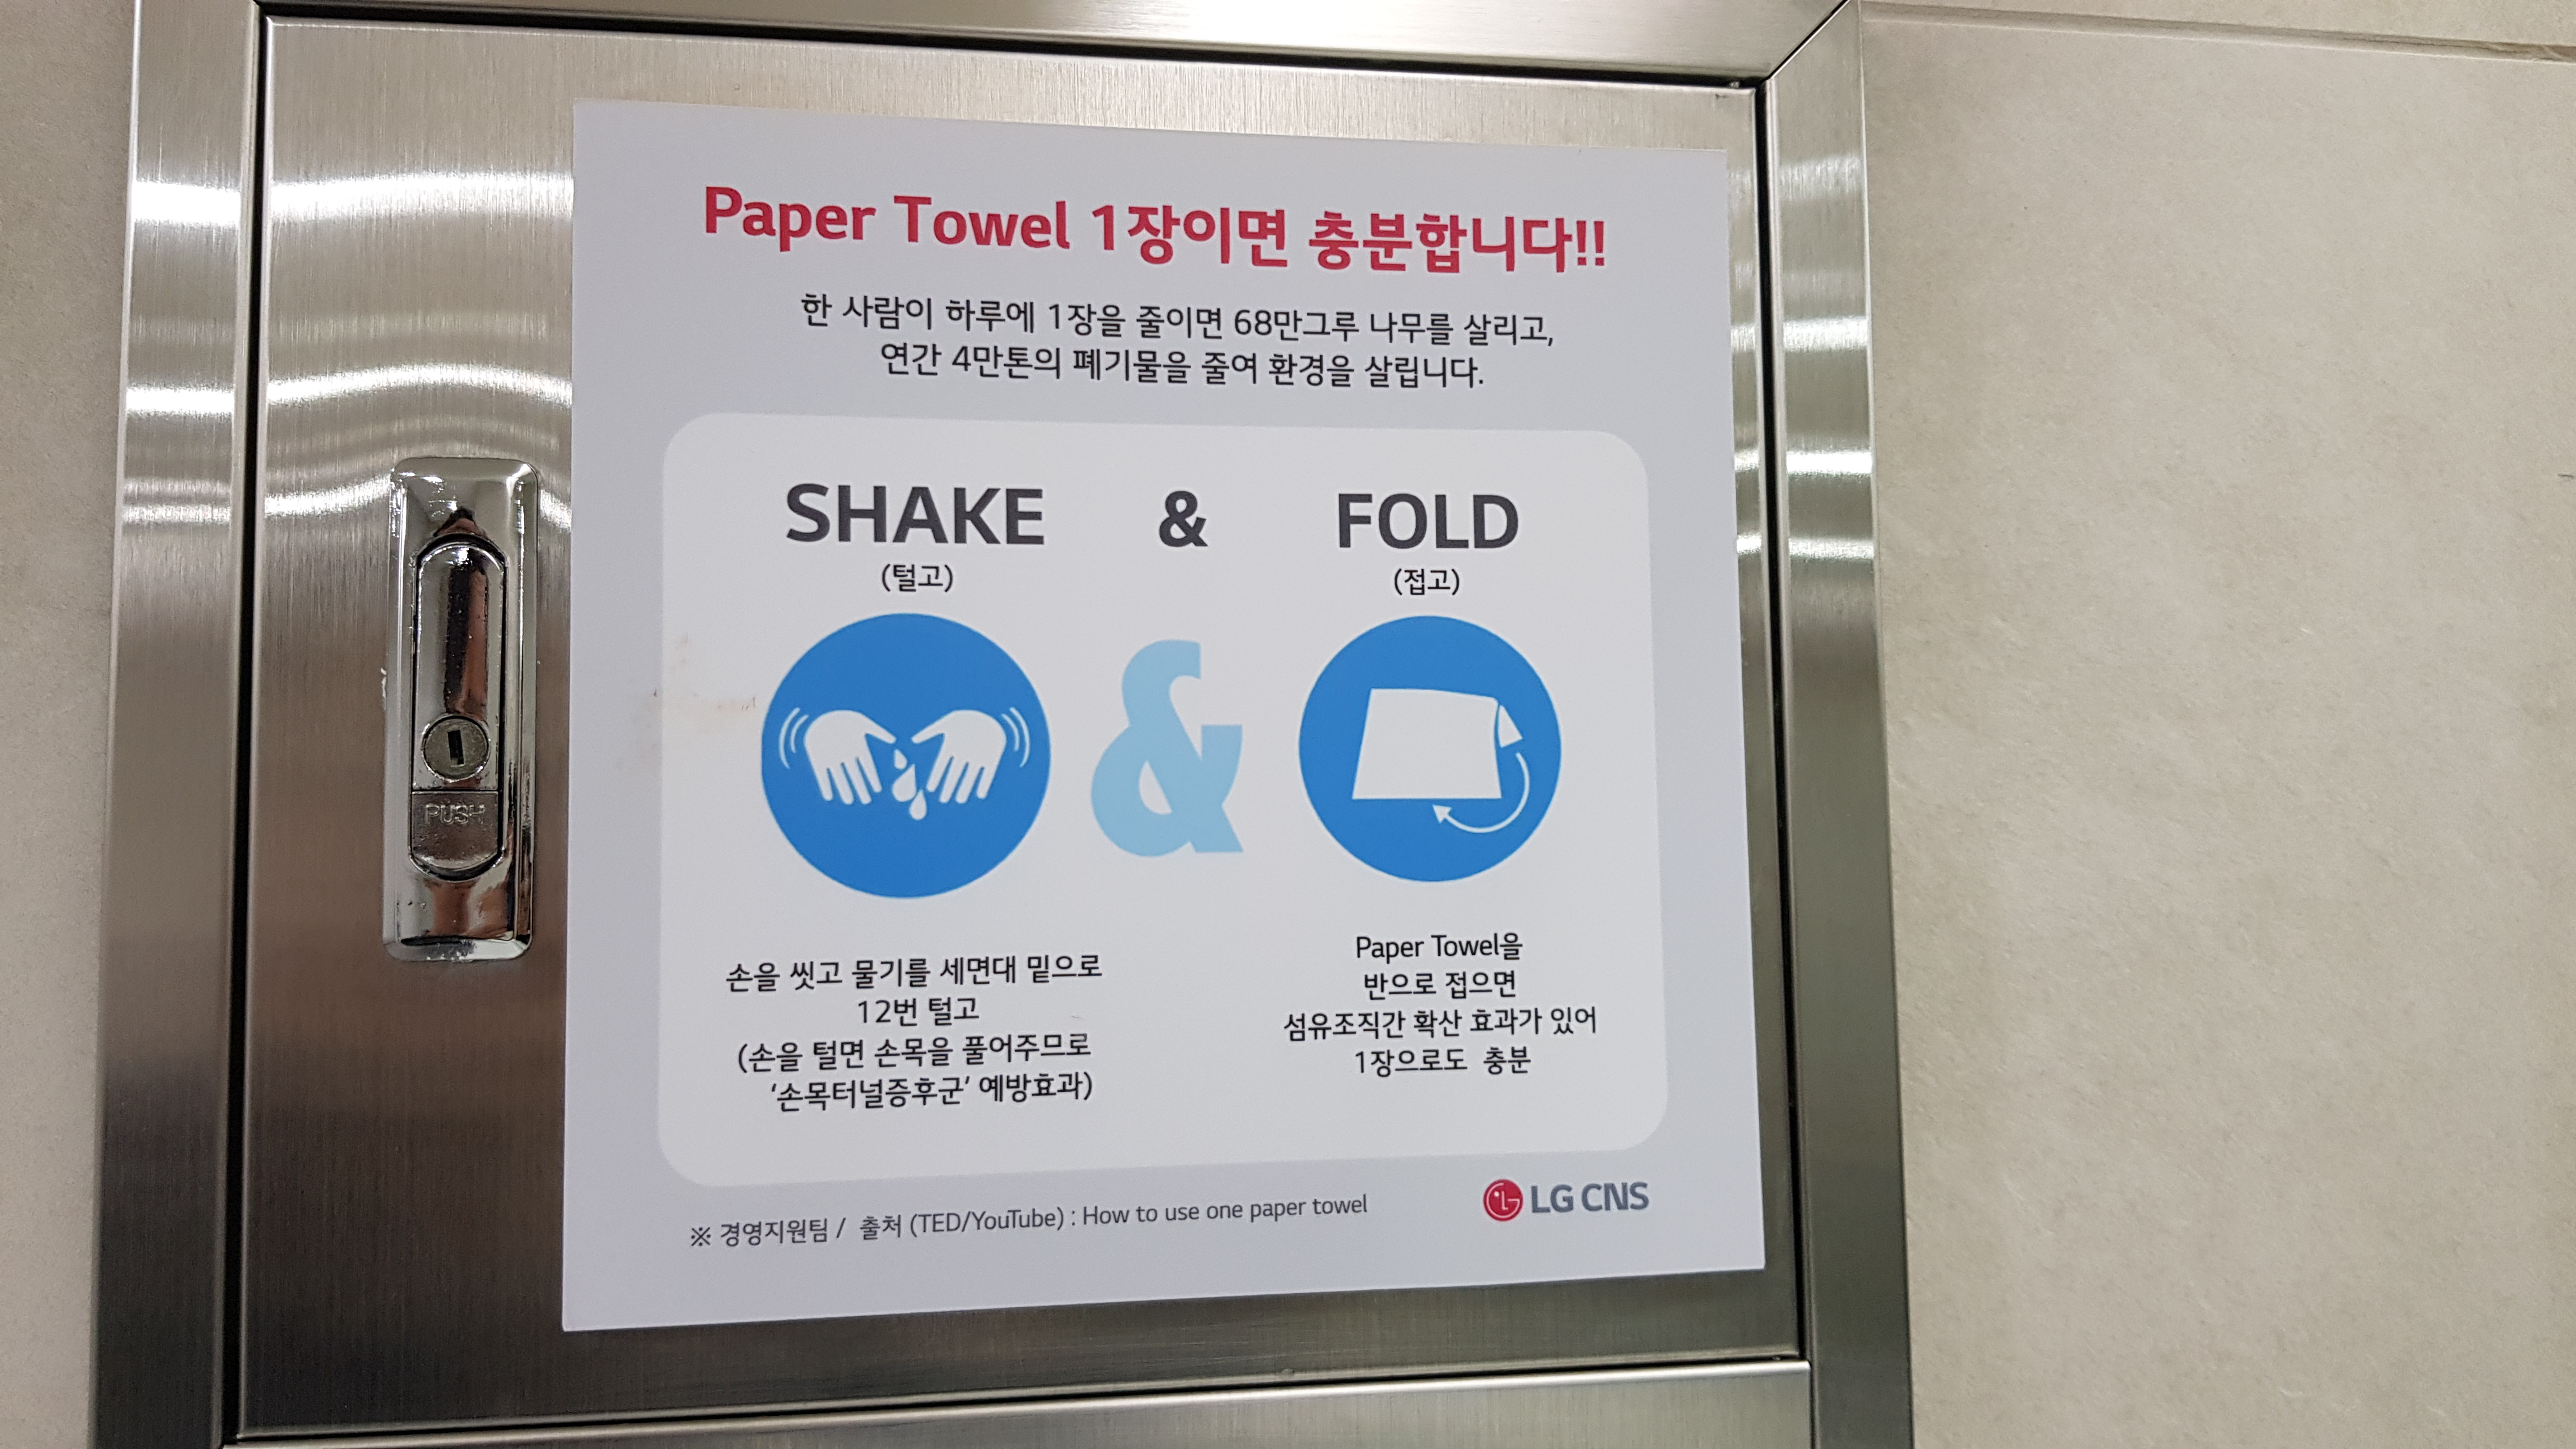 Paper Towel 1장이면 충분합니다!!
한 사람이 하루에 1장을 줄이면 68만그루 나무를 살리고,
연간 4만톤의 폐기물을 줄여 환경을 살립니다.
SHAKE & FOLD
(털고) (접고)
&
손을 씻고 물기를 세면대 밑으로
12번 털고
(손을 털면 손목을 풀어주므로
‘손목터널증후군’ 예방효과)
Paper Towel을
반으로 접으면
섬유조직간 확산 효과가 있어
1장으로도 충분
※ 경영지원팀 / 출처 (TED/YouTube) : How to use one paper towel
LG CNS
PUSH